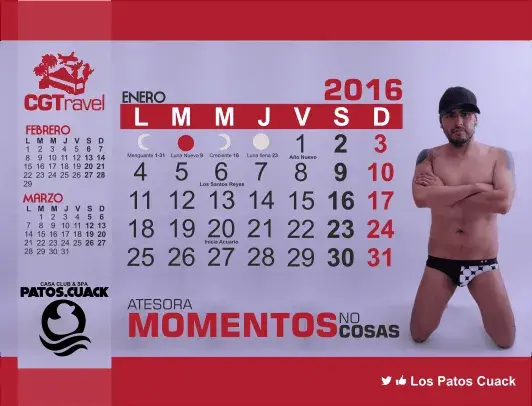 CGTravel
FEBRERO
L M M J V S D
1 2 3 4 5 6 7
8 9 10 11 12 13 14
15 16 17 18 19 20 21
22 23 24 25 26 27 28
29
MARZO
L M M J V S D
1 2 3 4 5 6
7 8 9 10 11 12 13
14 15 16 17 18 19 20
21 22 23 24 25 26 27
28 29 30 31
CASA CLUB & SPA
PATOS.CUACK
ENERO 2016
L M M J V S D
1 2 3
Menguante 1-31 Luna Nueva 9 Creciente 16 Luna llena 23 Año Nuevo
4 5 6 7 8 9 10
Los Santos Reyes
11 12 13 14 15 16 17
18 19 20 21 22 23 24
Inicia Acuario
25 26 27 28 29 30 31
ATESORA
MOMENTOS NO
COSAS
Los Patos Cuack